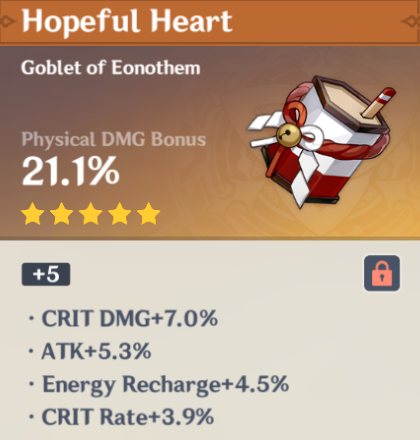 Hopeful Heart
Goblet of Eonothem
Physical DMG Bonus
21.1%
+5
· CRIT DMG+7.0%
· ATK+5.3%
· Energy Recharge+4.5%
· CRIT Rate+3.9%